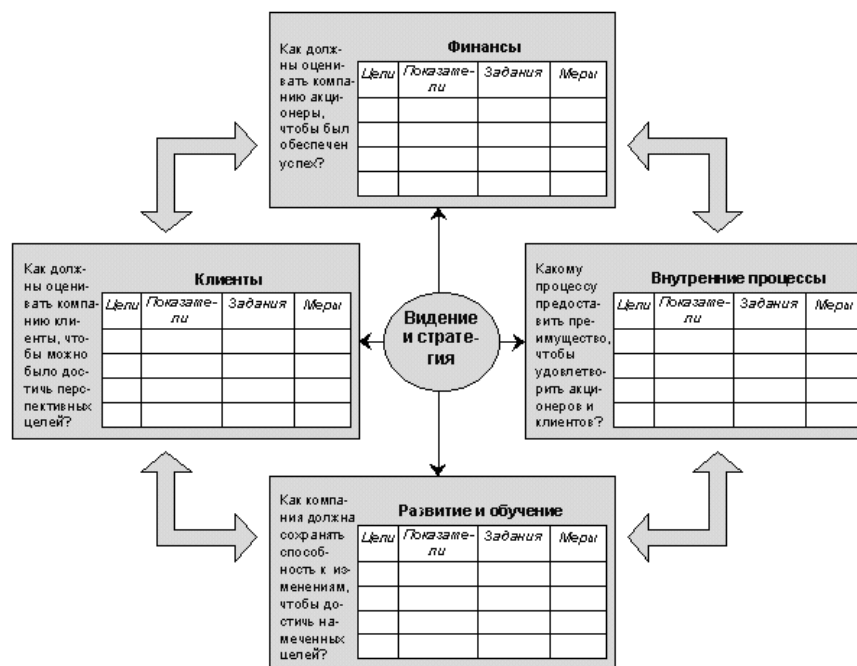 Финансы
Как долж-
ны оцени-
вать компа-
нию акци-
онеры,
чтобы был
обеспечен
успех?
Цели Показате-ли Задания Меры
Клиенты
Как долж-
ны оцени-
вать компа-
нию кли-
енты, что-
бы можно
было дос-
тичь перс-
пективных
целей?
Цели Показате-ли Задания Меры
Видение
и страте-
гия
Внутренние процессы
Какому
процессу
предоста-
вить пре-
имущество,
чтобы
удовлетво-
рить акци-
онеров и
клиентов?
Цели Показате-ли Задания Меры
Развитие и обучение
Как компа-
ния должна
сохранять
способ-
ность к из-
менениям,
чтобы до-
стичь на-
меченных
целей?
Цели Показате-ли Задания Меры